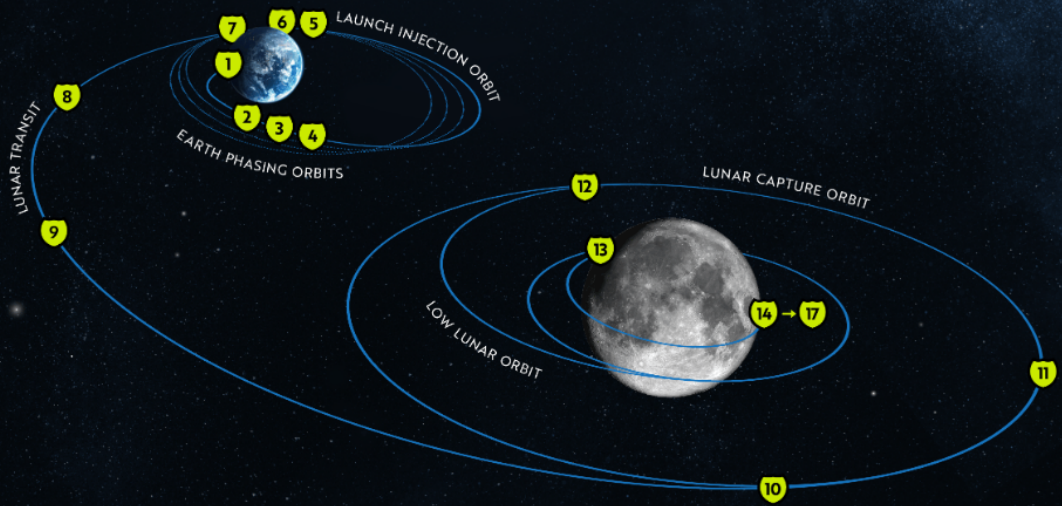 7
6
5
LAUNCH INJECTION ORBIT
1
8
2
3
4
EARTH PHASING ORBITS
LUNAR TRANSIT
9
12
LUNAR CAPTURE ORBIT
13
14 → 17
LOW LUNAR ORBIT
11
10